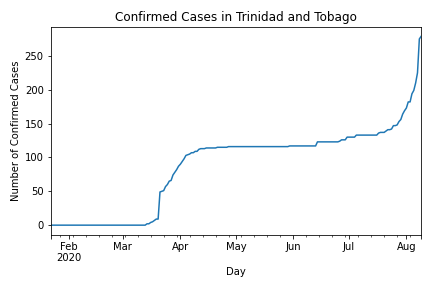 Confirmed Cases in Trinidad and Tobago
Number of Confirmed Cases
250
200
150
100
50
0
Feb Mar Apr May Jun Jul Aug
2020
Day